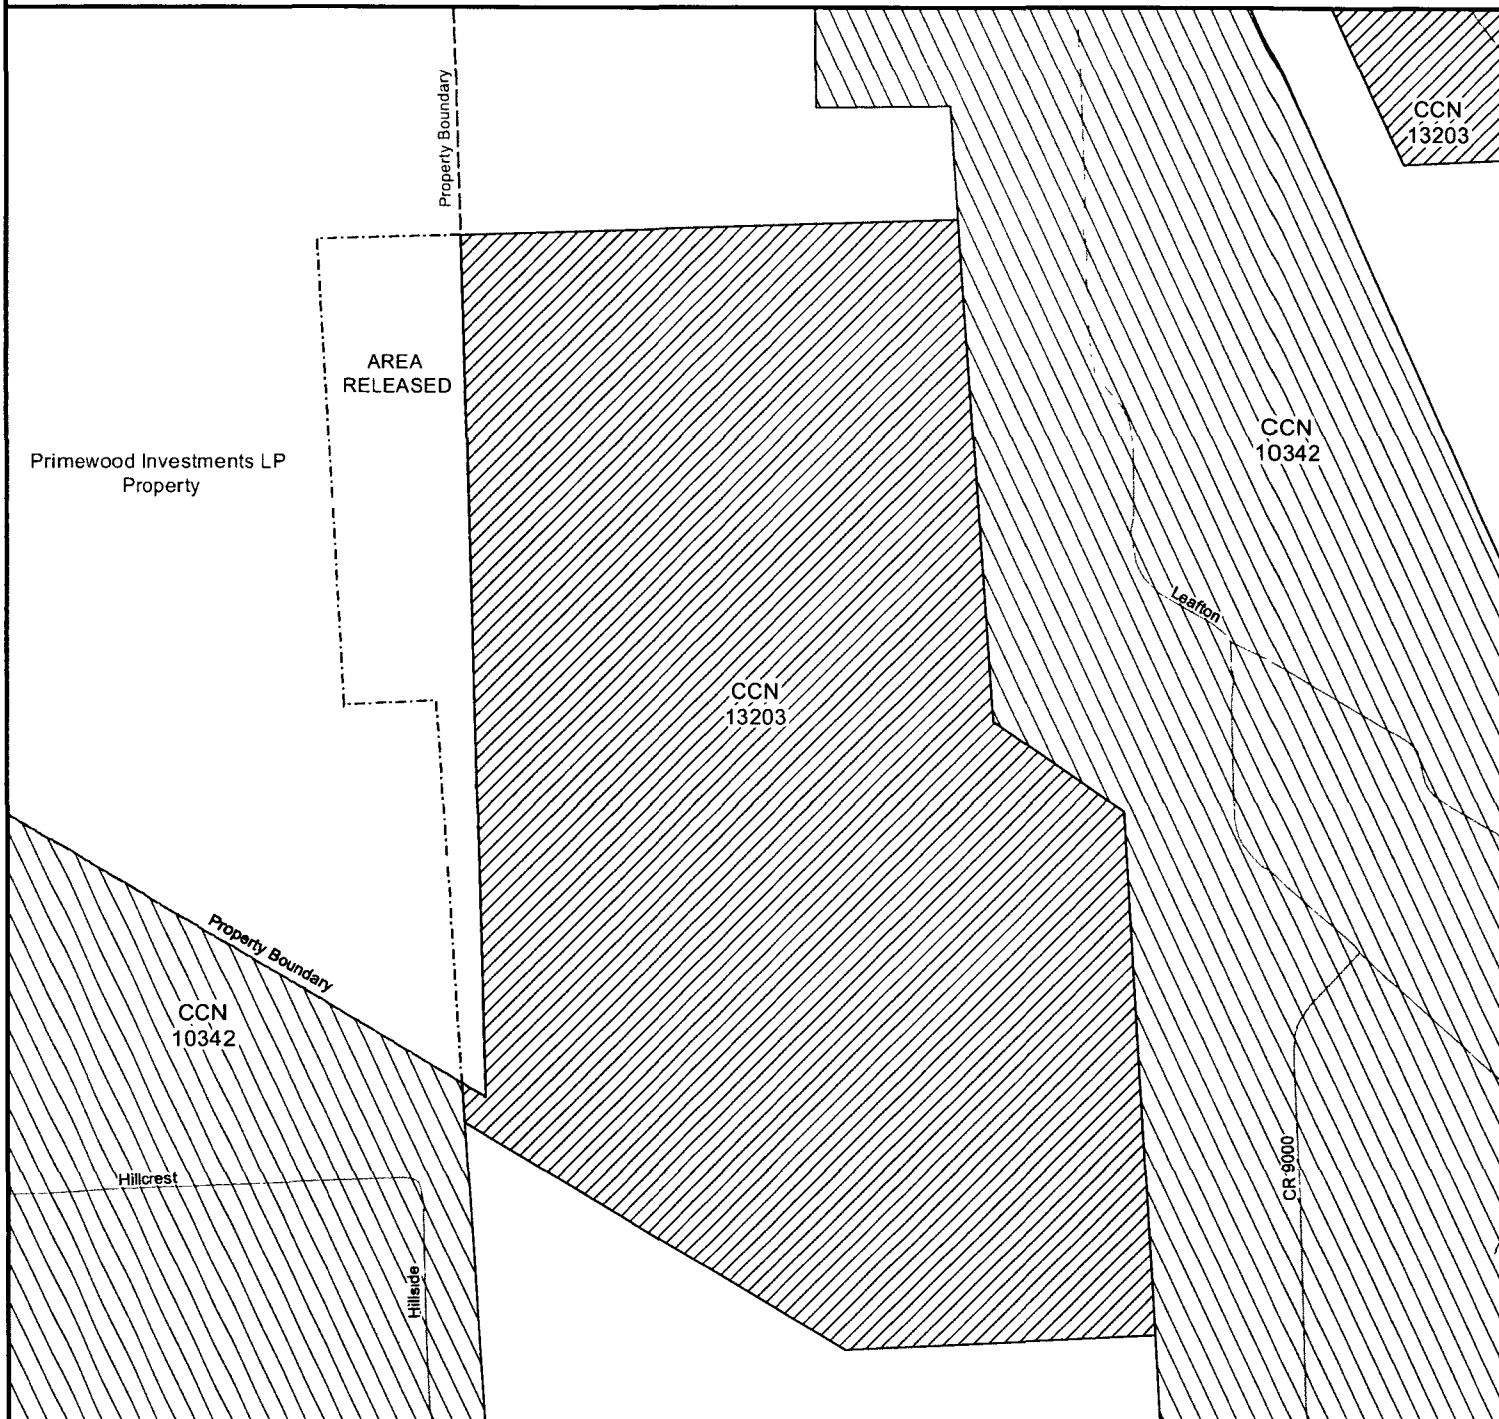 Property Boundary
CCN
13203
AREA
RELEASED
Primewood Investments LP
Property
CCN
10342
Leafton
CCN
13203
Property Boundary
CCN
10342
Hillcrest
Hillside
CR 9000